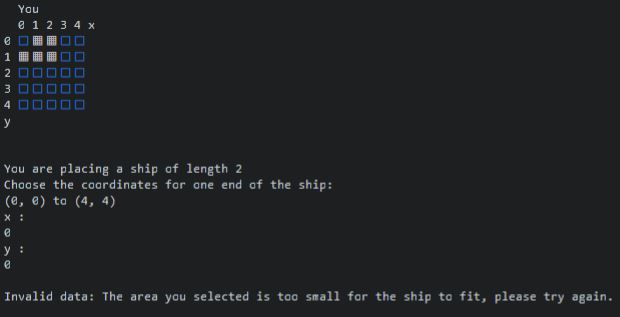 You
0 1 2 3 4 x
0
1
2
3
4
y
You are placing a ship of length 2
Choose the coordinates for one end of the ship:
(0, 0) to (4, 4)
x :
0
y :
0
Invalid data: The area you selected is too small for the ship to fit, please try again.